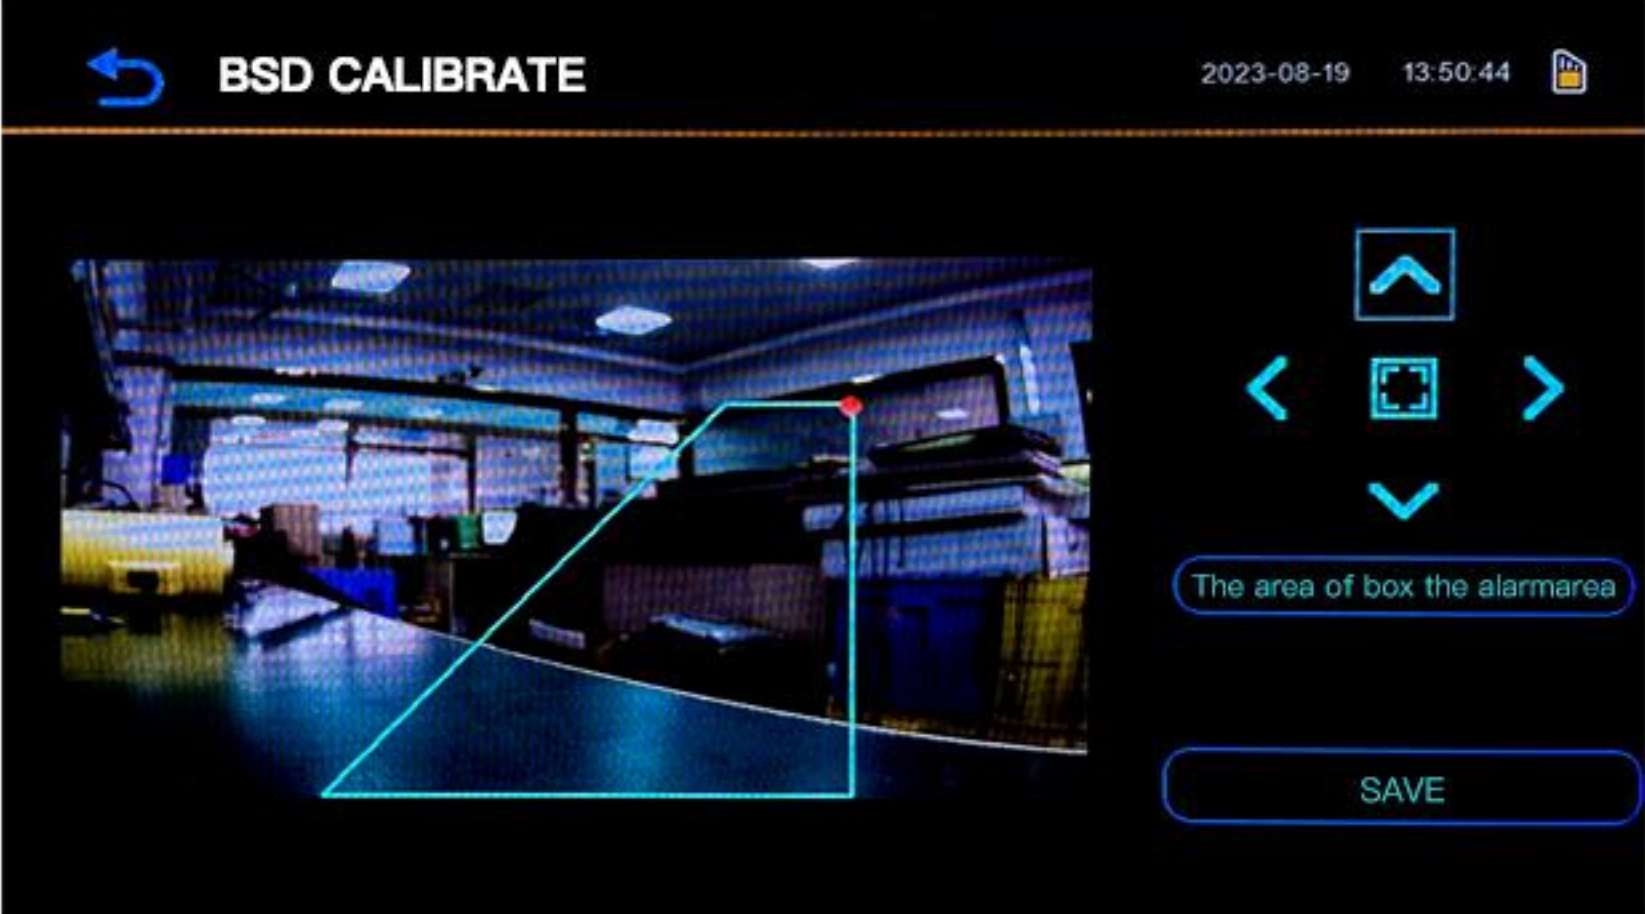 BSD CALIBRATE
2023-08-19 13:50:44
The area of box the alarmarea
SAVE